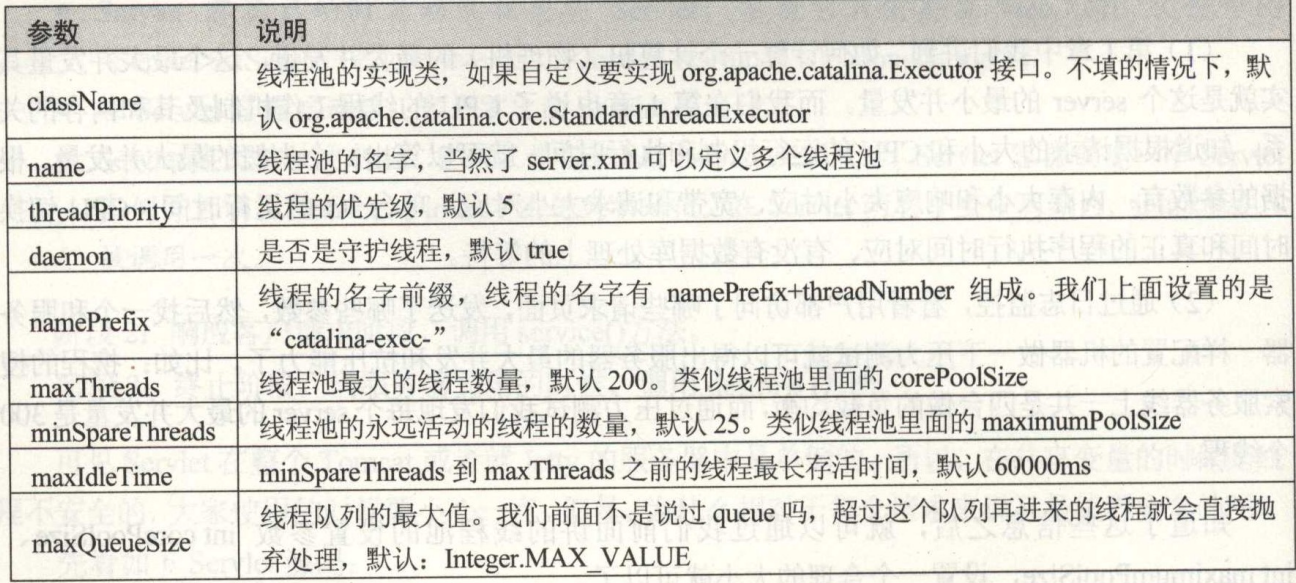 参数 说明
className 线程池的实现类，如果自定义要实现 org.apache.catalina.Executor 接口。不填的情况下，默
认 org.apache.catalina.core.StandardThreadExecutor
name 线程的名字，当然了 server.xml 可以定义多个线程池
threadPriority 线程的优先级，默认 5
daemon 是否是守护线程，默认 true
namePrefix 线程的名字前缀，线程的名字有 namePrefix+threadNumber 组成。我们上面设置的是
“catalina-exec-”
maxThreads 线程池最大的线程数量，默认 200。类似线程池里面的 corePoolSize
minSpareThreads 线程池的永远活动的线程的数量，默认 25。类似线程池里面的 maximumPoolSize
maxIdleTime minSpareThreads 到 maxThreads 之前的线程最长存活时间，默认 60000ms
maxQueueSize 线程队列的最大值。我们前面不是说过 queue 吗，超过这个队列再进来的线程就会直接抛
弃处理，默认：Integer.MAX_VALUE